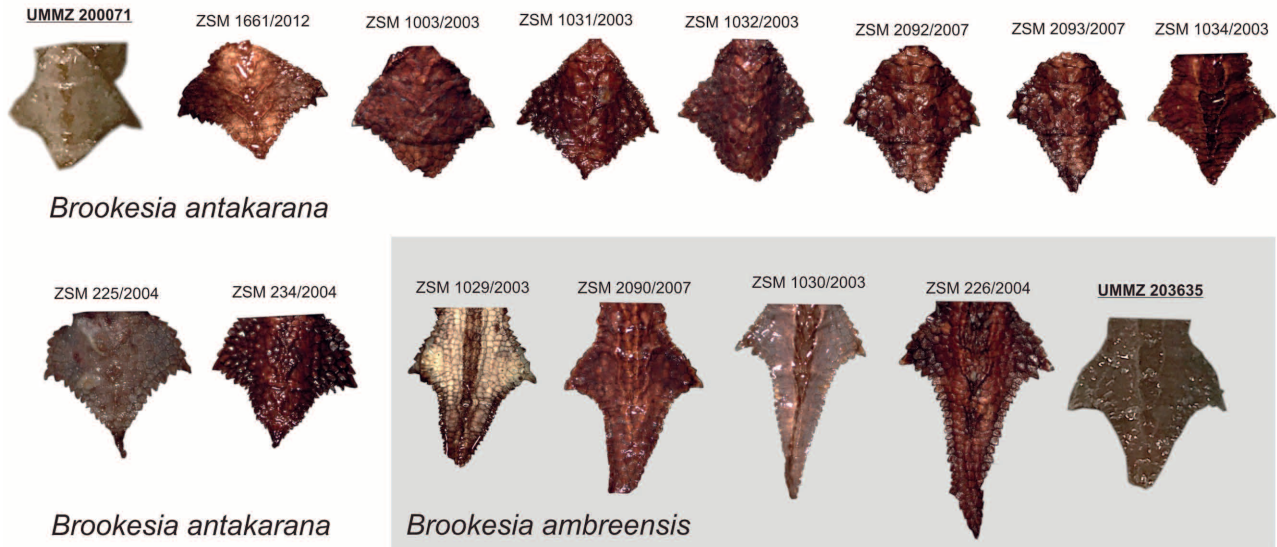 UMMZ 200071
ZSM 1661/2012
ZSM 1003/2003
ZSM 1031/2003
ZSM 1032/2003
ZSM 2092/2007
ZSM 2093/2007
ZSM 1034/2003
Brookesia antakarana
ZSM 225/2004
ZSM 234/2004
ZSM 1029/2003
ZSM 2090/2007
ZSM 1030/2003
ZSM 226/2004
UMMZ 203635
Brookesia antakarana
Brookesia ambreensis